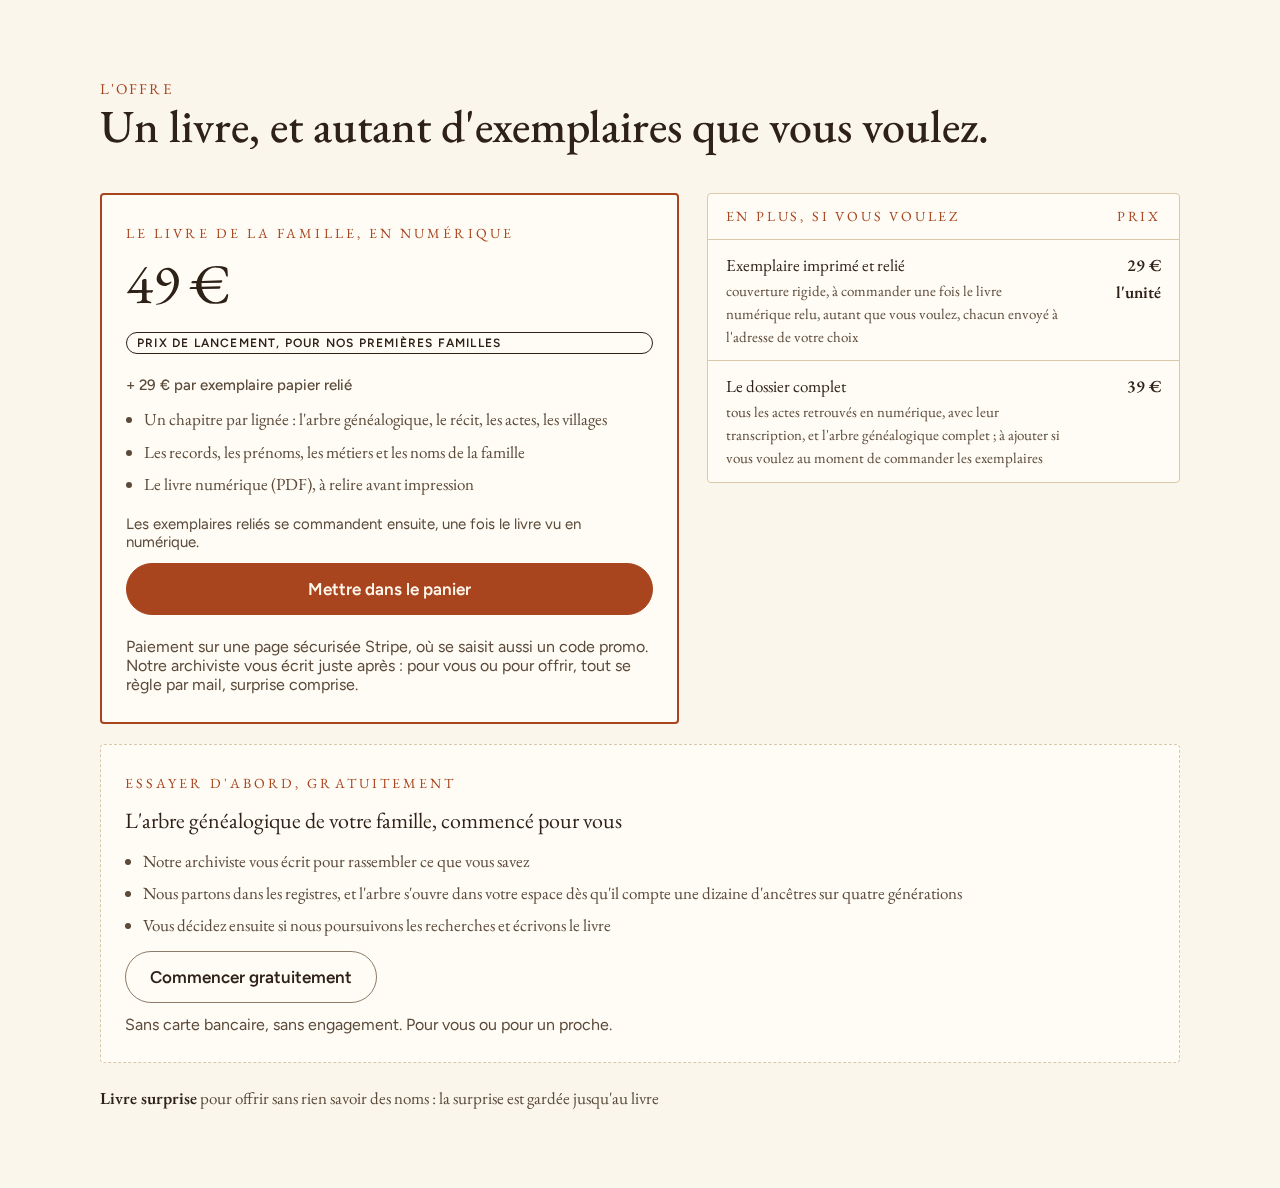 L'OFFRE
Un livre, et autant d'exemplaires que vous voulez.
LE LIVRE DE LA FAMILLE, EN NUMÉRIQUE
49 €
PRIX DE LANCEMENT, POUR NOS PREMIÈRES FAMILLES
+ 29 € par exemplaire papier relié
Un chapitre par lignée : l'arbre généalogique, le récit, les actes, les villages
Les records, les prénoms, les métiers et les noms de la famille
Le livre numérique (PDF), à relire avant impression
Les exemplaires reliés se commandent ensuite, une fois le livre vu en
numérique.
Mettre dans le panier
Paiement sur une page sécurisée Stripe, où se saisit aussi un code promo.
Notre archiviste vous écrit juste après : pour vous ou pour offrir, tout se
règle par mail, surprise comprise.
EN PLUS, SI VOUS VOULEZ PRIX
Exemplaire imprimé et relié 29 €
l'unité
couverture rigide, à commander une fois le livre
numérique relu, autant que vous voulez, chacun envoyé à
l'adresse de votre choix
Le dossier complet 39 €
tous les actes retrouvés en numérique, avec leur
transcription, et l'arbre généalogique complet ; à ajouter si
vous voulez au moment de commander les exemplaires
ESSAYER D'ABORD, GRATUITEMENT
L'arbre généalogique de votre famille, commencé pour vous
Notre archiviste vous écrit pour rassembler ce que vous savez
Nous partons dans les registres, et l'arbre s'ouvre dans votre espace dès qu'il compte une dizaine d'ancêtres sur quatre générations
Vous décidez ensuite si nous poursuivons les recherches et écrivons le livre
Commencer gratuitement
Sans carte bancaire, sans engagement. Pour vous ou pour un proche.
Livre surprise pour offrir sans rien savoir des noms : la surprise est gardée jusqu'au livre